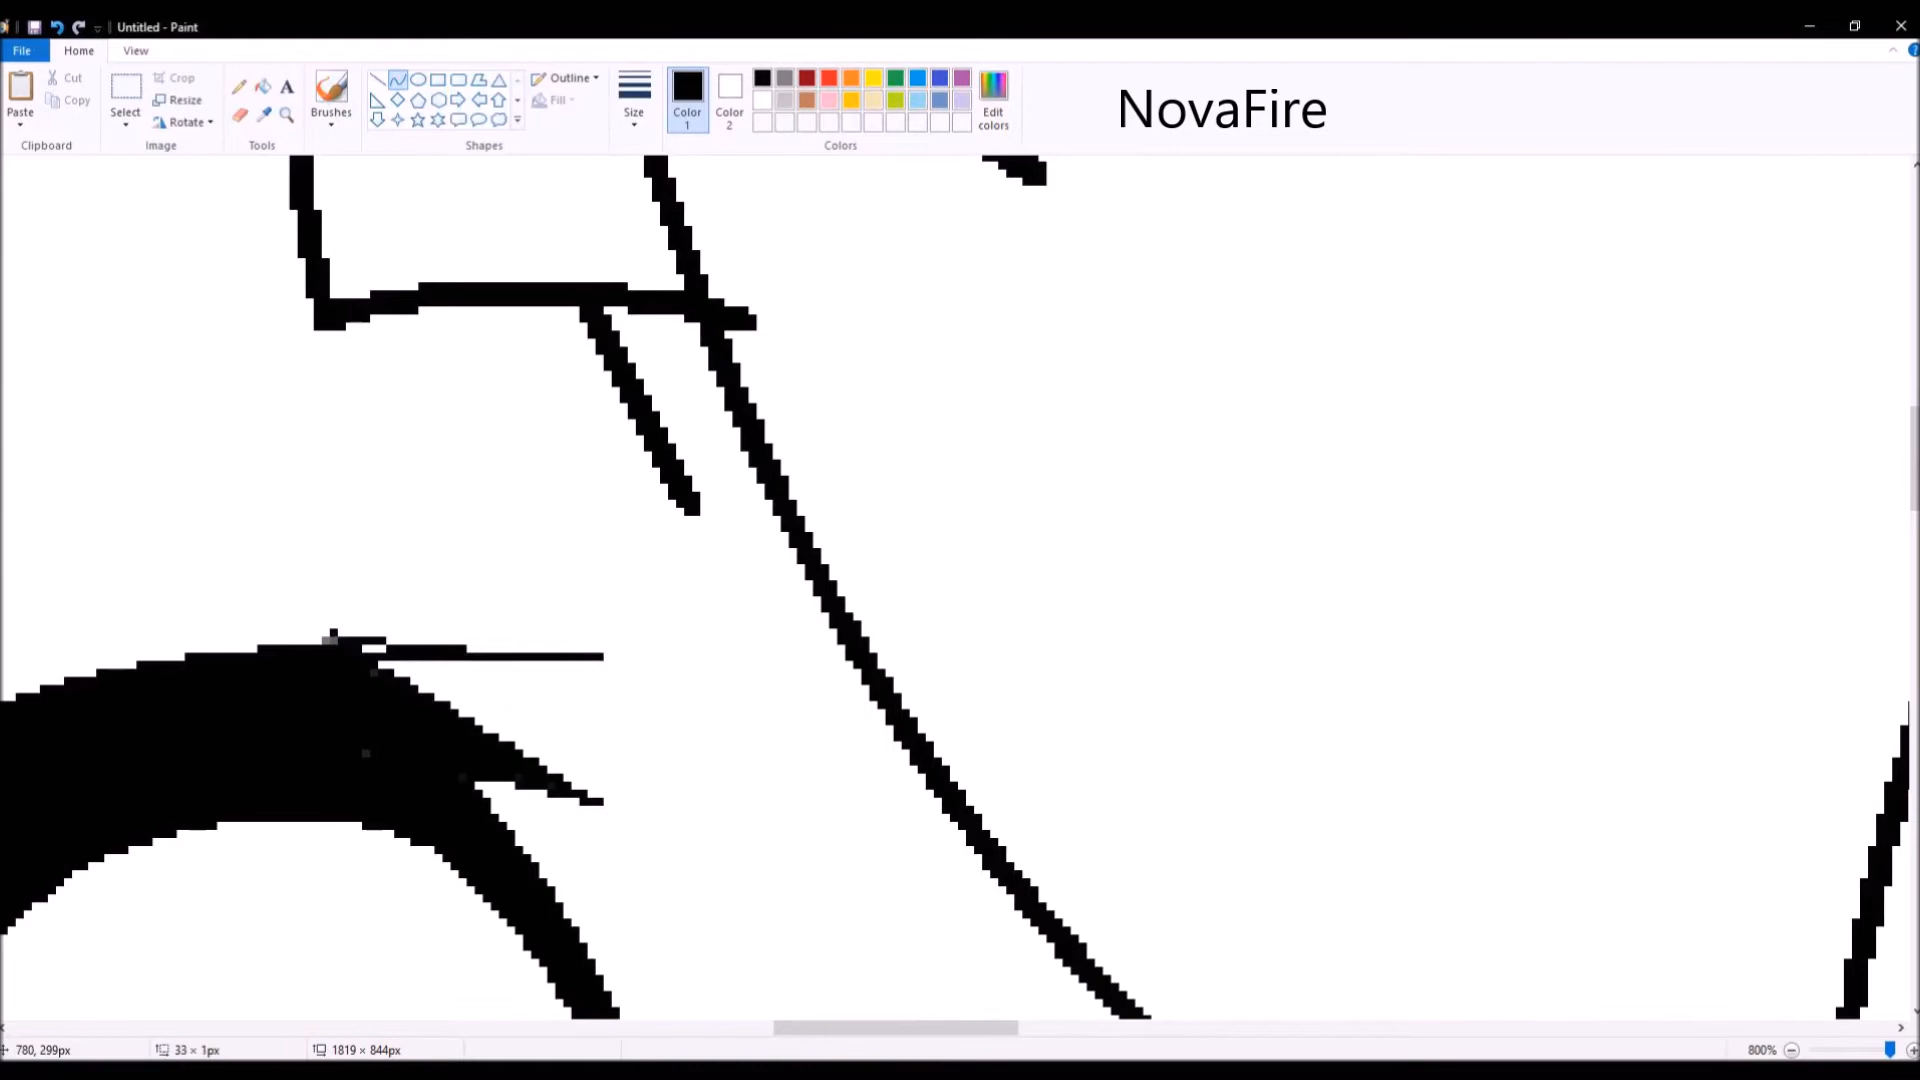 Untitled - Paint
File Home View
Cut
Copy
Paste
Clipboard
Select
Crop
Resize
Rotate
Image
A
Tools
Brushes
Shapes
Outline
Fill
Size
Color 1
Color 2
Edit colors
Colors
NovaFire
780, 299px
33 × 1px
1819 × 844px
800%